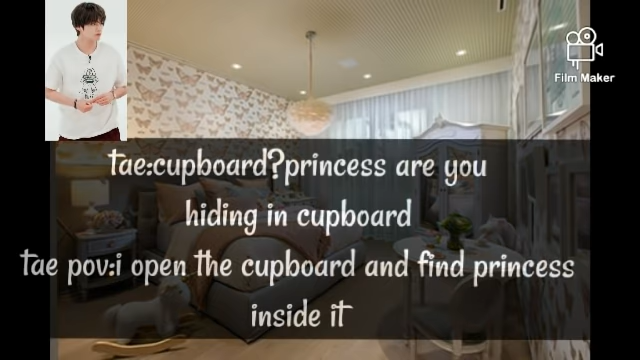 Film Maker
tae:cupboard?princess are you
hiding in cupboard
tae pov:i open the cupboard and find princess
inside it